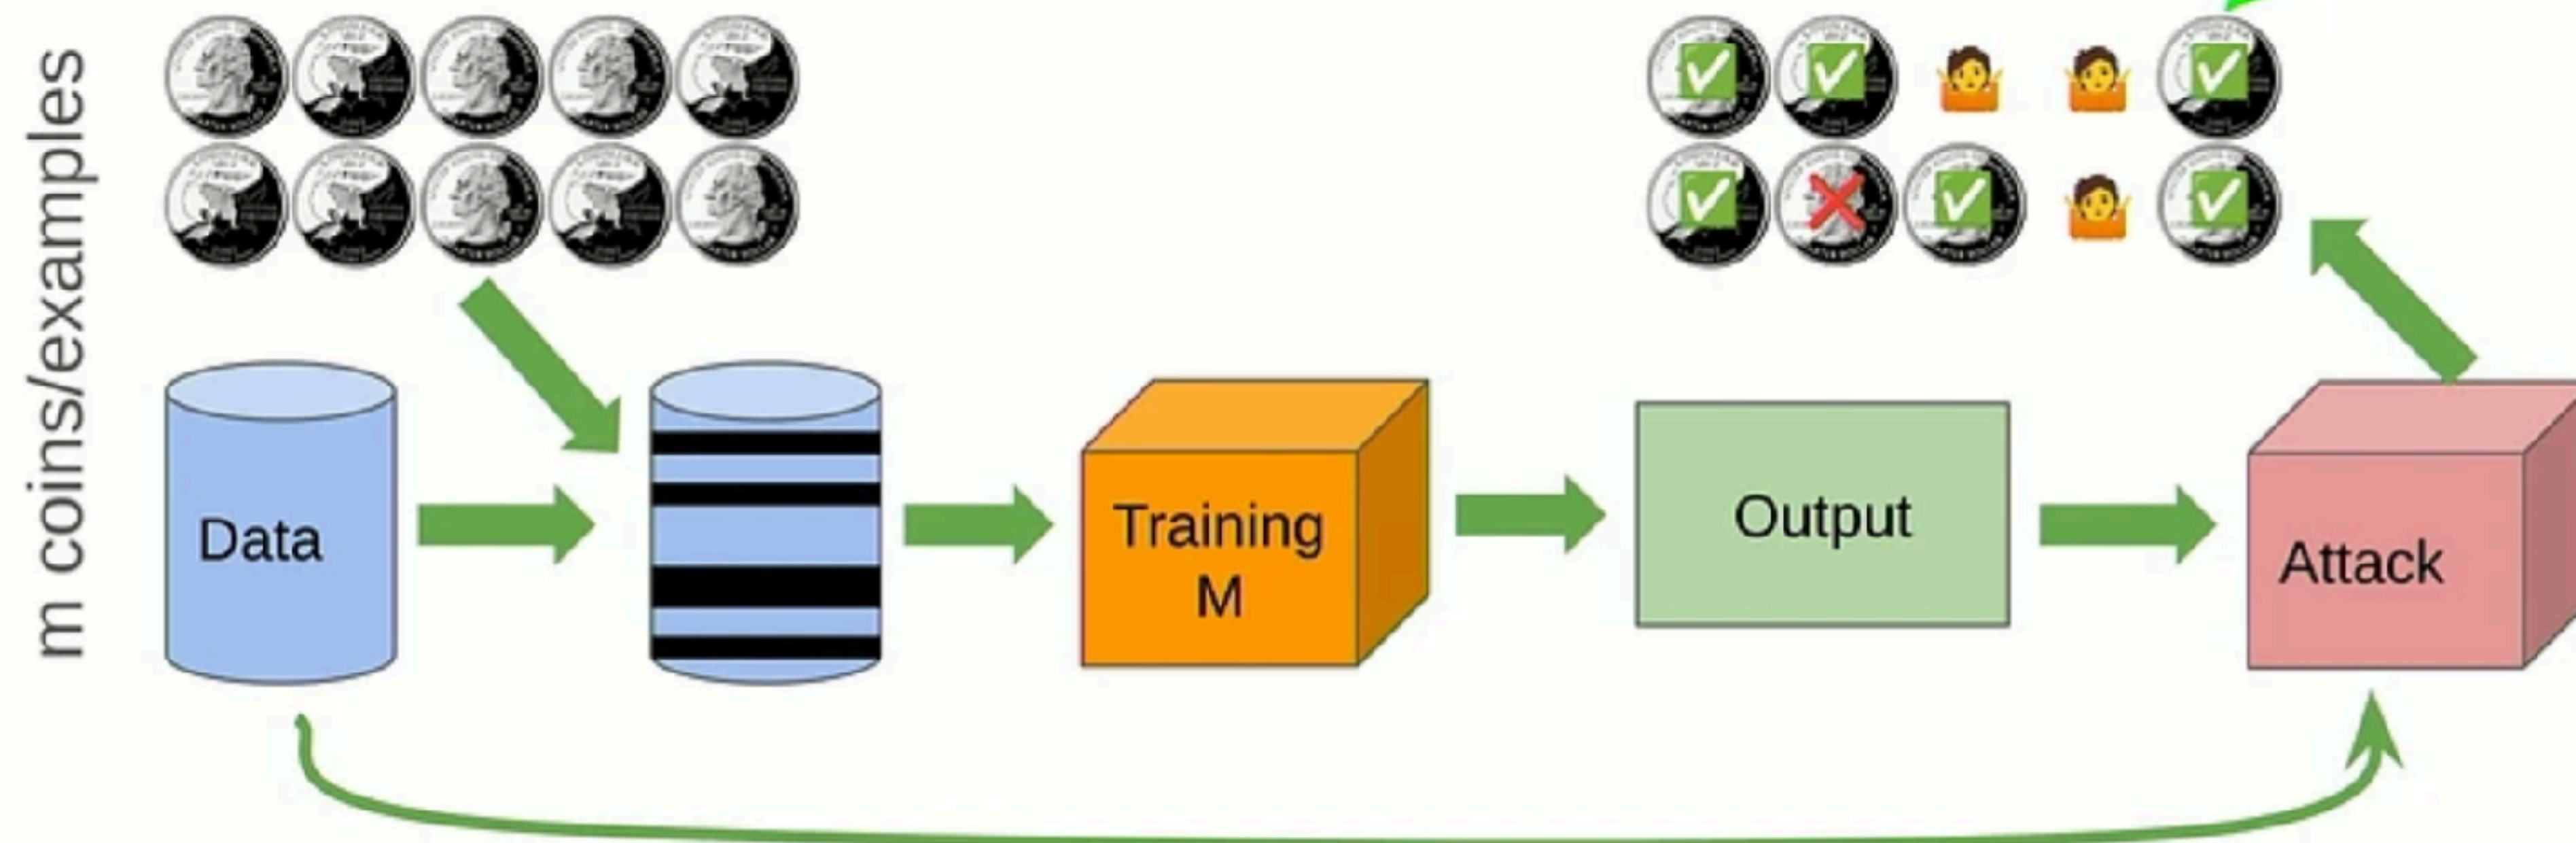 m coins/examples
Data
Training
M
Output
Attack